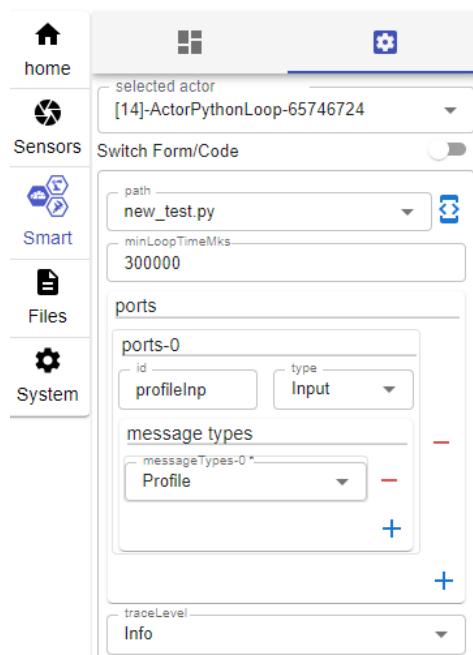 home
Sensors
Smart
Files
System
selected actor
[14]-ActorPythonLoop-65746724
Switch Form/Code
path
new_test.py
minLoopTimeMks
300000
ports
ports-0
id
profileInp
type
Input
message types
messageTypes-0 *
Profile
traceLevel
Info